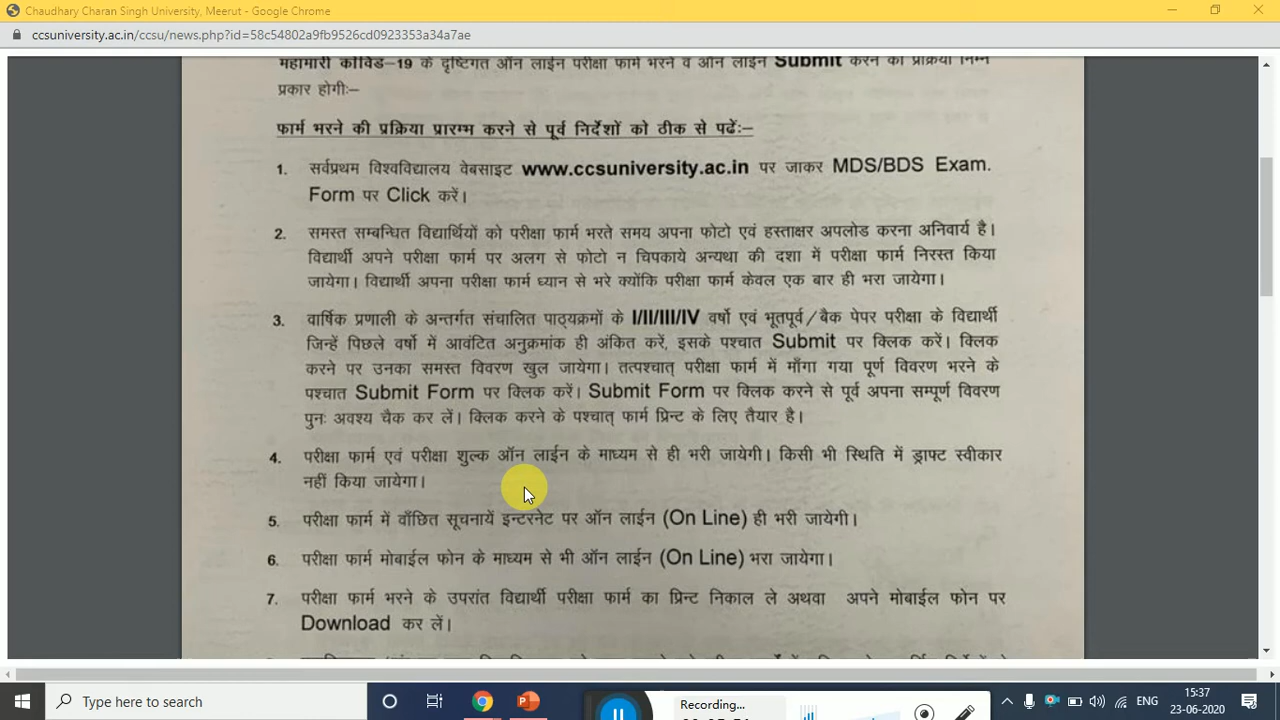 Chaudhary Charan Singh University, Meerut - Google Chrome
ccsuniversity.ac.in/ccsu/news.php?id=58c54802a9fb9526cd0923353a34a7ae
महामारी कोविड-19 के दृष्टिगत ऑन लाईन परीक्षा फार्म भरने व ऑन लाईन Submit करने की प्रक्रिया निम्न
प्रकार होगीः-
फार्म भरने की प्रक्रिया प्रारम्भ करने से पूर्व निर्देशों को ठीक से पढेंः-
1. सर्वप्रथम विश्वविद्यालय वेबसाइट www.ccsuniversity.ac.in पर जाकर MDS/BDS Exam.
Form पर Click करें।
2. समस्त सम्बन्धित विद्यार्थियों को परीक्षा फार्म भरते समय अपना फोटो एवं हस्ताक्षर अपलोड करना अनिवार्य है।
विद्यार्थी अपने परीक्षा फार्म पर अलग से फोटो न चिपकाये अन्यथा की दशा में परीक्षा फार्म निरस्त किया
जायेगा। विद्यार्थी अपना परीक्षा फार्म ध्यान से भरे क्योंकि परीक्षा फार्म केवल एक बार ही भरा जायेगा।
3. वार्षिक प्रणाली के अन्तर्गत संचालित पाठ्यक्रमों के I/II/III/IV वर्षो एवं भूतपूर्व/बैक पेपर परीक्षा के विद्यार्थी
जिन्हें पिछले वर्षो में आवंटित अनुक्रमांक ही अंकित करें, इसके पश्चात Submit पर क्लिक करें। क्लिक
करने पर उनका समस्त विवरण खुल जायेगा। तत्पश्चात् परीक्षा फार्म में माँगा गया पूर्ण विवरण भरने के
पश्चात Submit Form पर क्लिक करें। Submit Form पर क्लिक करने से पूर्व अपना सम्पूर्ण विवरण
पुनः अवश्य चैक कर लें। क्लिक करने के पश्चात् फार्म प्रिन्ट के लिए तैयार है।
4. परीक्षा फार्म एवं परीक्षा शुल्क ऑन लाईन के माध्यम से ही भरी जायेगी। किसी भी स्थिति में ड्राफ्ट स्वीकार
नहीं किया जायेगा।
5. परीक्षा फार्म में वाँछित सूचनायें इन्टरनेट पर ऑन लाईन (On Line) ही भरी जायेगी।
6. परीक्षा फार्म मोबाईल फोन के माध्यम से भी ऑन लाईन (On Line) भरा जायेगा।
7. परीक्षा फार्म भरने के उपरांत विद्यार्थी परीक्षा फार्म का प्रिन्ट निकाल ले अथवा अपने मोबाईल फोन पर
Download कर लें।
Type here to search
Recording...
ENG
15:37
23-06-2020